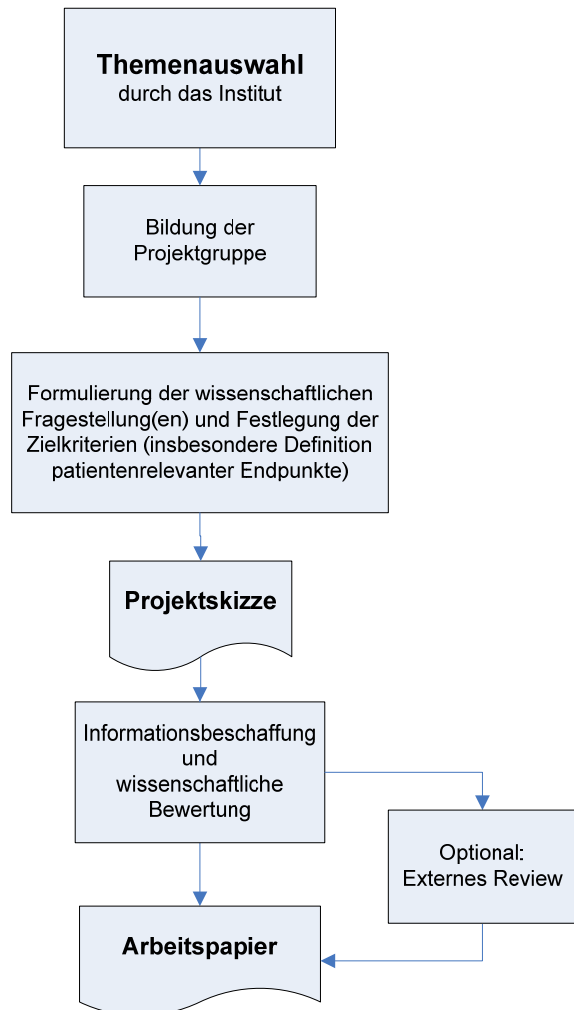 Themenauswahl
durch das Institut
Bildung der
Projektgruppe
Formulierung der wissenschaftlichen
Fragestellung(en) und Festlegung der
Zielkriterien (insbesondere Definition
patientenrelevanter Endpunkte)
Projektskizze
Informationsbeschaffung
und
wissenschaftliche
Bewertung
Optional:
Externes Review
Arbeitspapier